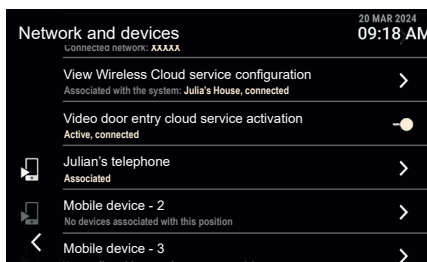 20 MAR 2024
Network and devices
09:18 AM
Connected network: XXXXX
View Wireless Cloud service configuration
Associated with the system: Julia's House, connected
Video door entry cloud service activation
Active, connected
Julian's telephone
Associated
Mobile device - 2
No devices associated with this position
Mobile device - 3